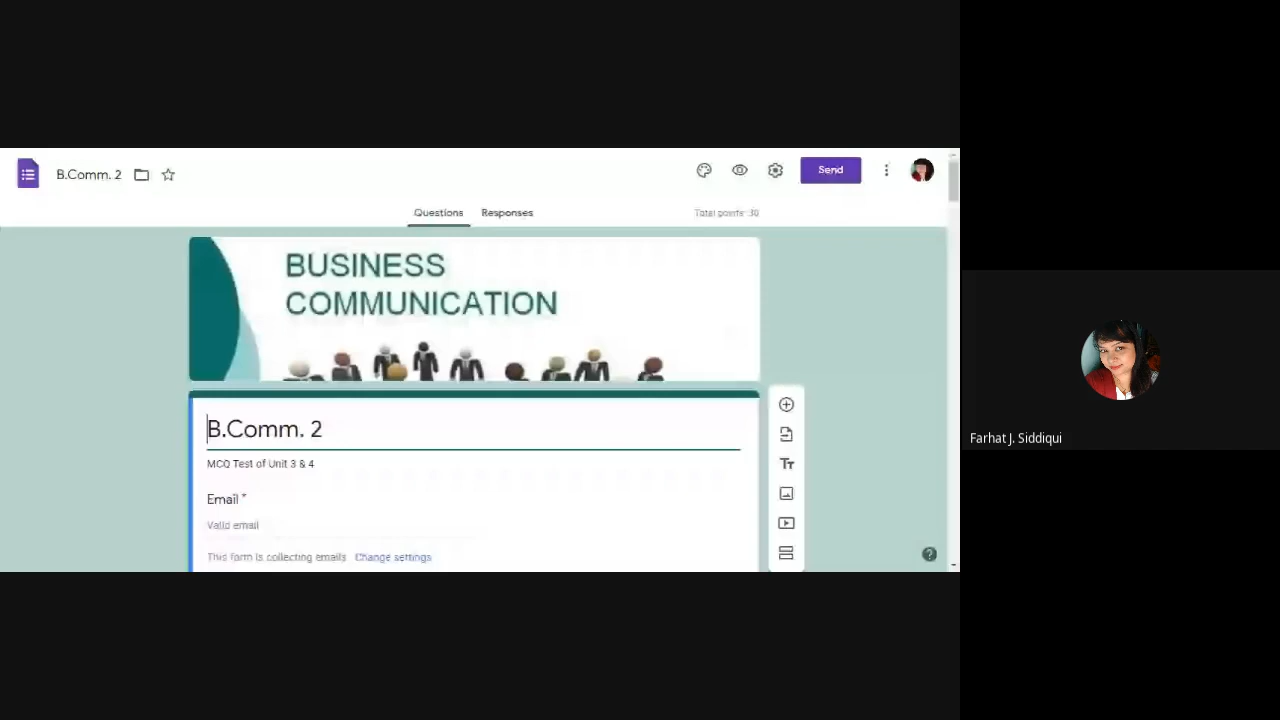 B.Comm. 2
Send
Questions
Responses
Total points: 30
BUSINESS
COMMUNICATION
B.Comm. 2
MCQ Test of Unit 3 & 4
Email *
Valid email
This form is collecting emails Change settings
Tт
Farhat J. Siddiqui